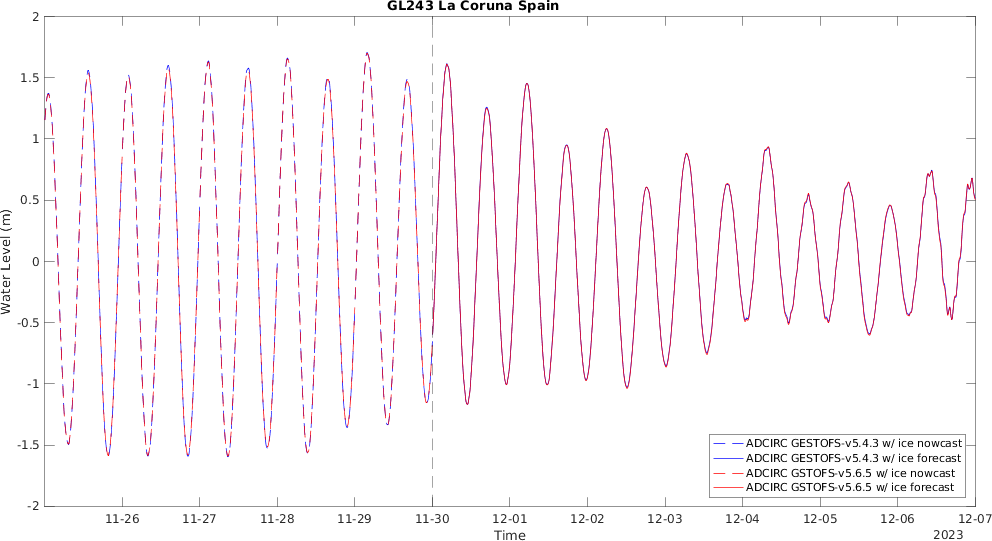 GL243 La Coruna Spain
Water Level (m)
2
1.5
1
0.5
0
-0.5
-1
-1.5
-2
ADCIRC GESTOFS-v5.4.3 w/ ice nowcast
ADCIRC GESTOFS-v5.4.3 w/ ice forecast
ADCIRC GSTOFS-v5.6.5 w/ ice nowcast
ADCIRC GSTOFS-v5.6.5 w/ ice forecast
11-26 11-27 11-28 11-29 11-30 12-01 12-02 12-03 12-04 12-05 12-06 12-07
Time
2023